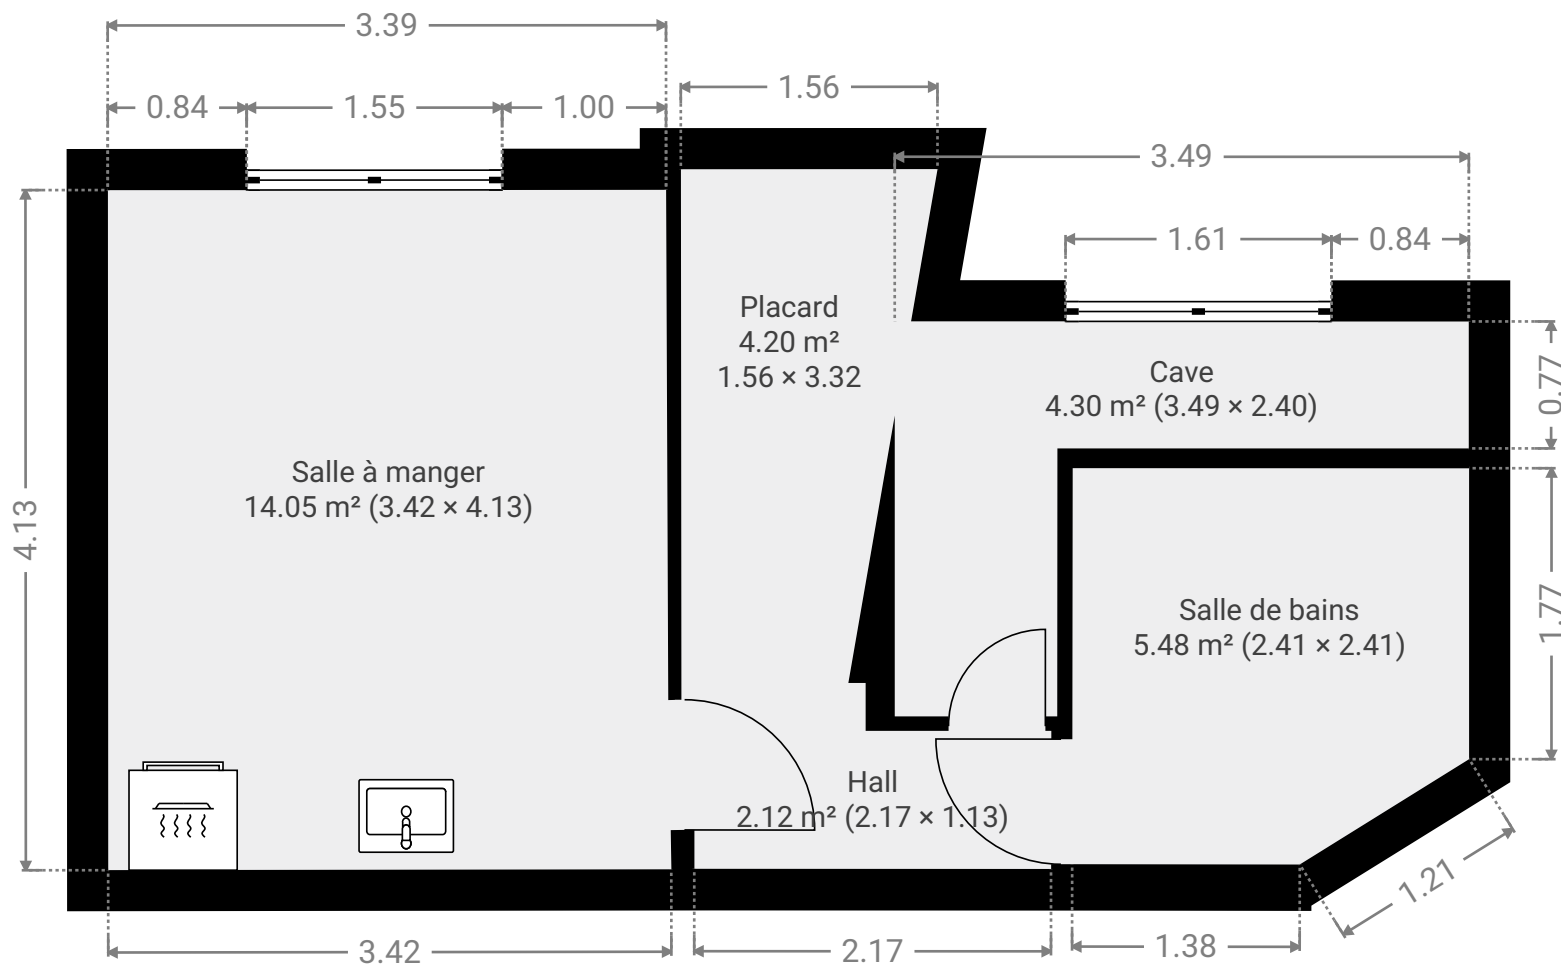 3.39
1.56
0.84
1.55
1.00
3.49
1.61
0.84
Placard
4.20 m²
1.56 × 3.32
Cave
4.30 m² (3.49 × 2.40)
0.77
Salle à manger
14.05 m² (3.42 × 4.13)
4.13
Salle de bains
5.48 m² (2.41 × 2.41)
1.77
Hall
2.12 m² (2.17 × 1.13)
1.21
3.42
2.17
1.38